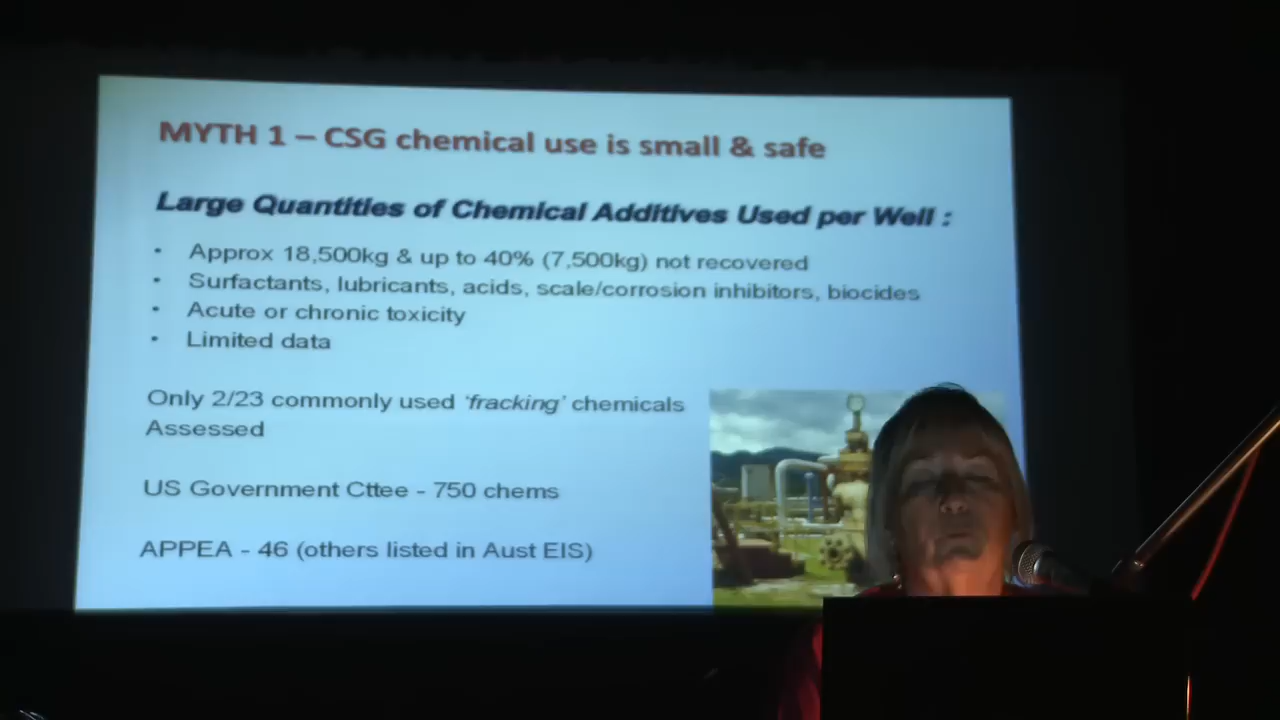 MYTH 1 – CSG chemical use is small & safe
Large Quantities of Chemical Additives Used per Well :
• Approx 18,500kg & up to 40% (7,500kg) not recovered
• Surfactants, lubricants, acids, scale/corrosion inhibitors, biocides
• Acute or chronic toxicity
• Limited data
Only 2/23 commonly used ‘fracking’ chemicals
Assessed
US Government Cttee - 750 chems
APPEA - 46 (others listed in Aust EIS)